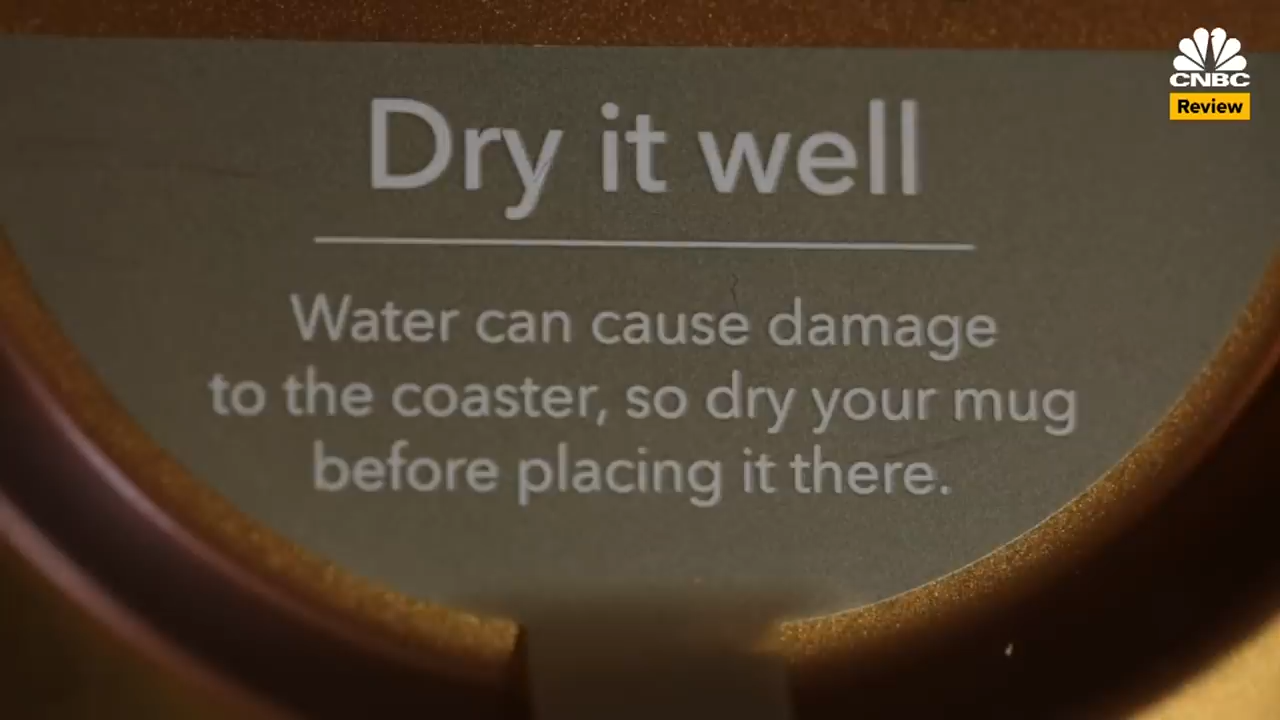 CNBC
Review
Dry it well
Water can cause damage
to the coaster, so dry your mug
before placing it there.